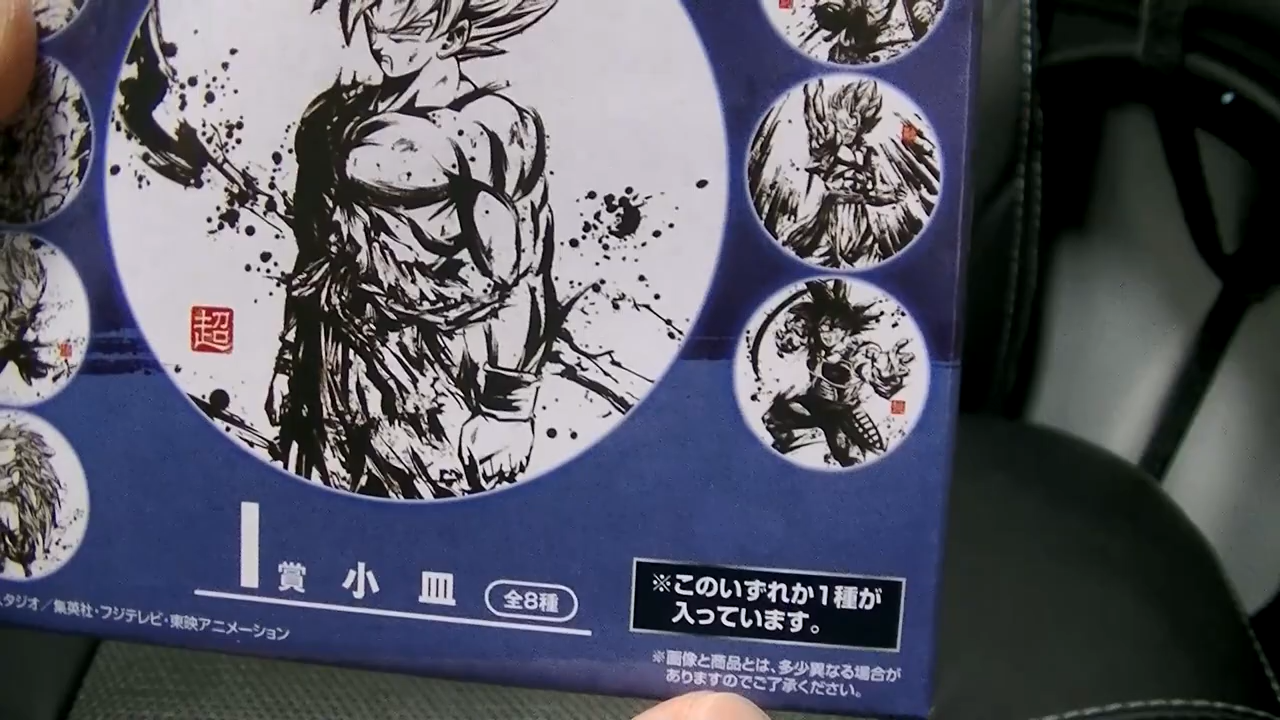 超
I賞 小皿 全8種
※このいずれか1種が
入っています。
タジオ／集英社・フジテレビ・東映アニメーション
※画像と商品とは、多少異なる場合が
ありますのでご了承ください。